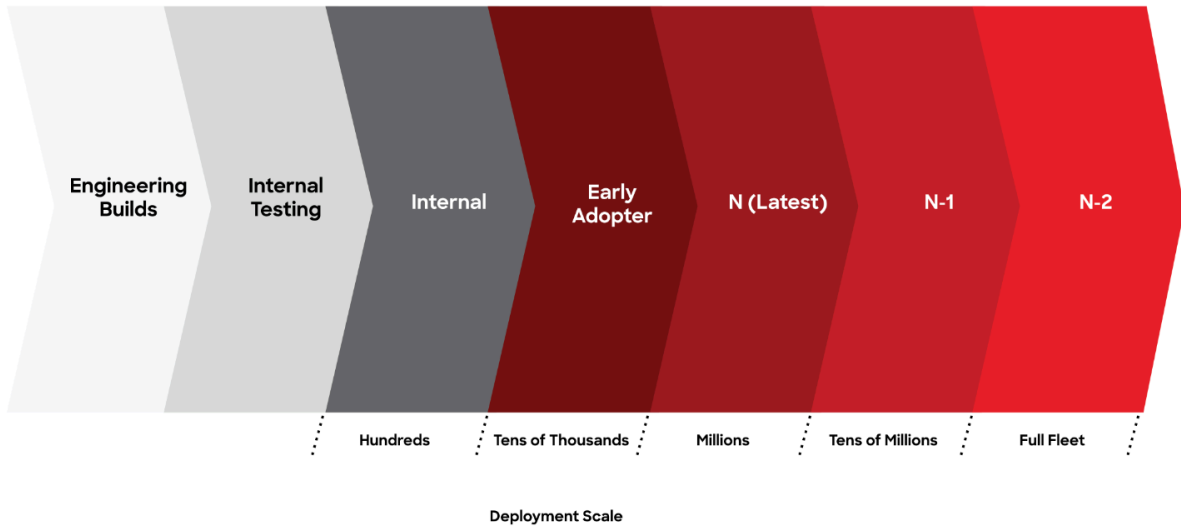 Engineering
Builds
Internal
Testing
Internal
Early
Adopter
N (Latest)
N-1
N-2
Hundreds
Tens of Thousands
Millions
Tens of Millions
Full Fleet
Deployment Scale